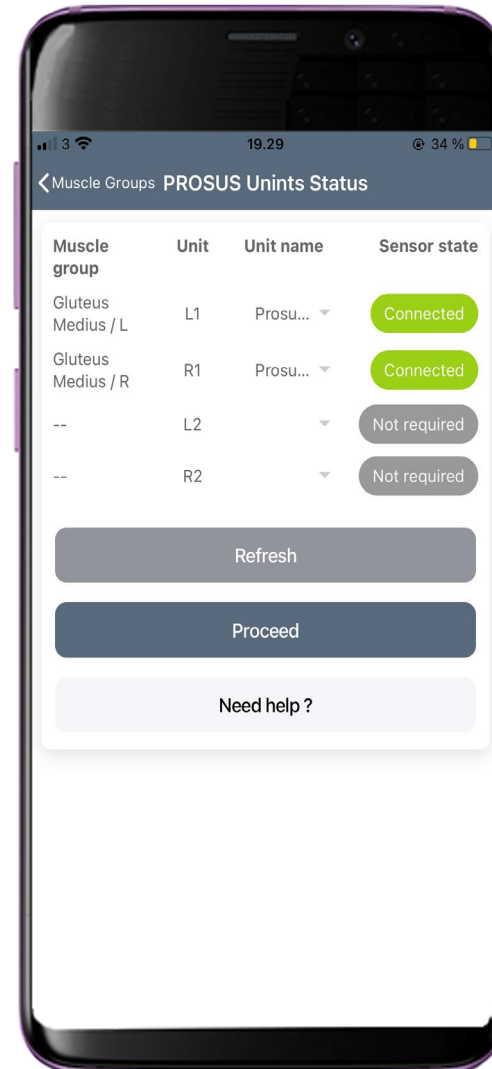 3 19.29 34 %
Muscle Groups PROSUS Unints Status
Muscle group Unit Unit name Sensor state
Gluteus Medius / L L1 Prosu... Connected
Gluteus Medius / R R1 Prosu... Connected
-- L2 Not required
-- R2 Not required
Refresh
Proceed
Need help ?